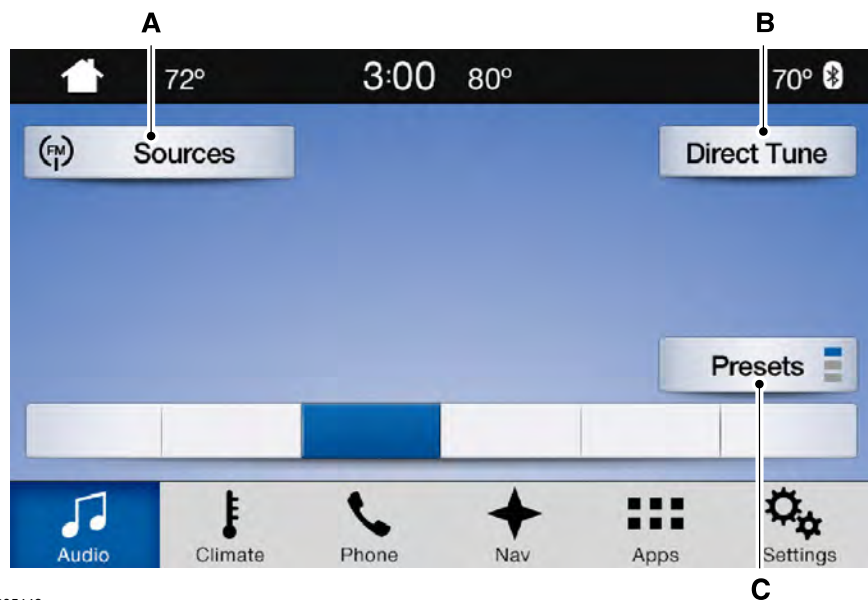 A B
72° 3:00 80° 70°
FM Sources Direct Tune
Presets
Audio Climate Phone Nav Apps Settings
C